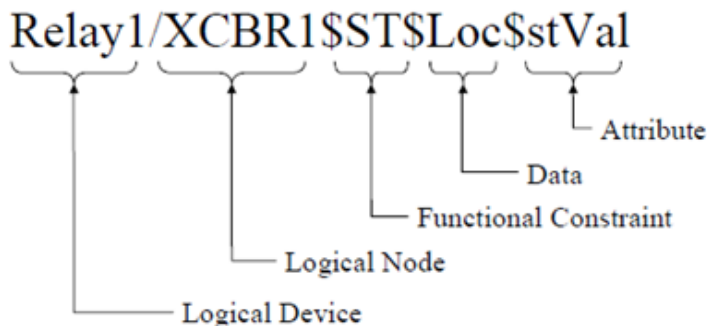 Relay1/XCBR1$ST$Loc$stVal
Attribute
Data
Functional Constraint
Logical Node
Logical Device